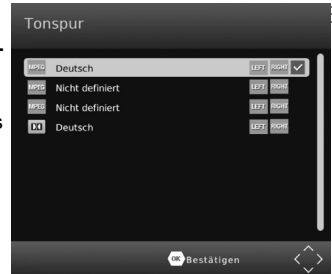 Tonspur
MPEG Deutsch LEFT RIGHT
MPEG Nicht definiert LEFT RIGHT
MPEG Nicht definiert LEFT RIGHT
Deutsch LEFT RIGHT
OK Bestätigen